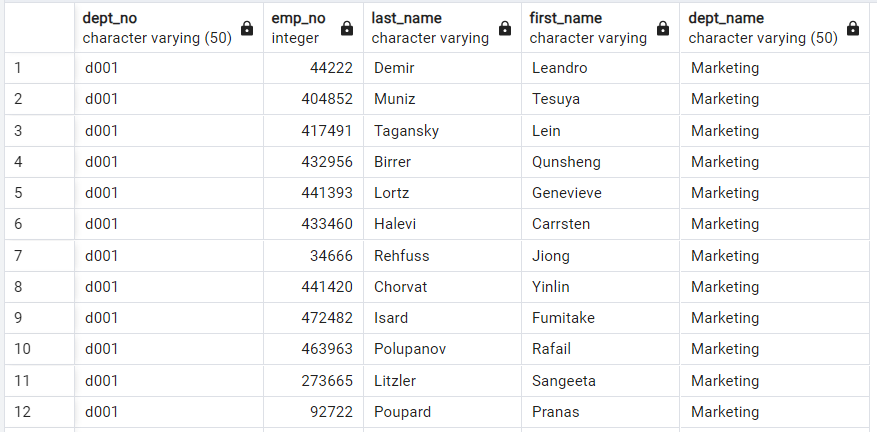 dept_no emp_no last_name first_name dept_name
character varying (50) integer character varying character varying character varying (50)
1 d001 44222 Demir Leandro Marketing
2 d001 404852 Muniz Tesuya Marketing
3 d001 417491 Tagansky Lein Marketing
4 d001 432956 Birrer Qunsheng Marketing
5 d001 441393 Lortz Genevieve Marketing
6 d001 433460 Halevi Carrsten Marketing
7 d001 34666 Rehfuss Jiong Marketing
8 d001 441420 Chorvat Yinlin Marketing
9 d001 472482 Isard Fumitake Marketing
10 d001 463963 Polupanov Rafail Marketing
11 d001 273665 Litzler Sangeeta Marketing
12 d001 92722 Poupard Pranas Marketing